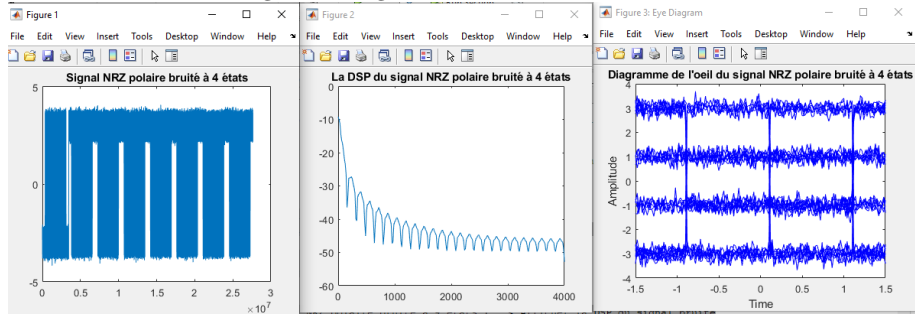 Figure 1
File Edit View Insert Tools Desktop Window Help
Signal NRZ polaire bruité à 4 états
5
0
-5
0 0.5 1 1.5 2 2.5 3
×10^7
Figure 2
File Edit View Insert Tools Desktop Window Help
La DSP du signal NRZ polaire bruité à 4 états
0
-10
-20
-30
-40
-50
-60
0 1000 2000 3000 4000
Figure 3: Eye Diagram
File Edit View Insert Tools Desktop Window Help
Diagramme de l'oeil du signal NRZ polaire bruité à 4 états
4
3
2
1
0
-1
-2
-3
-4
Amplitude
-1.5 -1 -0.5 0 0.5 1 1.5
Time